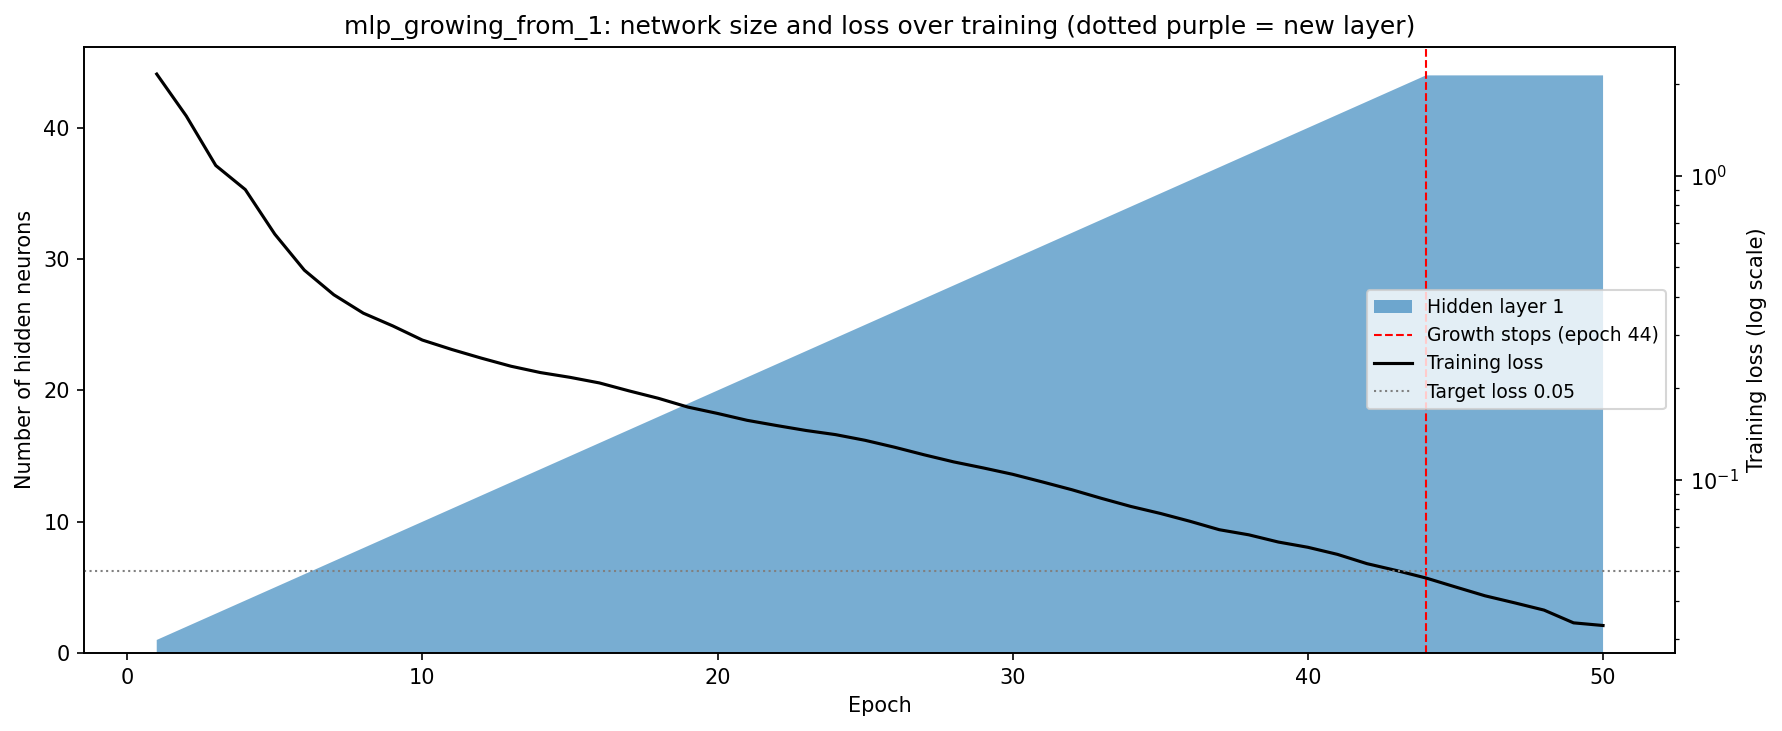 mlp_growing_from_1: network size and loss over training (dotted purple = new layer)
Number of hidden neurons
40
30
20
10
0
0
10
20
30
40
50
Epoch
10⁰
10⁻¹
Training loss (log scale)
Hidden layer 1
Growth stops (epoch 44)
Training loss
Target loss 0.05